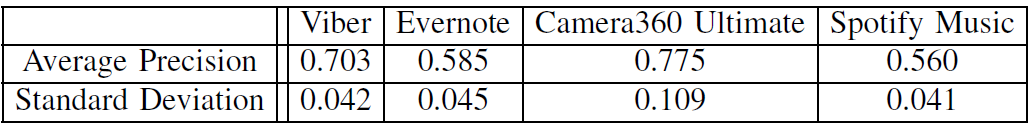 Viber Evernote Camera360 Ultimate Spotify Music
Average Precision 0.703 0.585 0.775 0.560
Standard Deviation 0.042 0.045 0.109 0.041